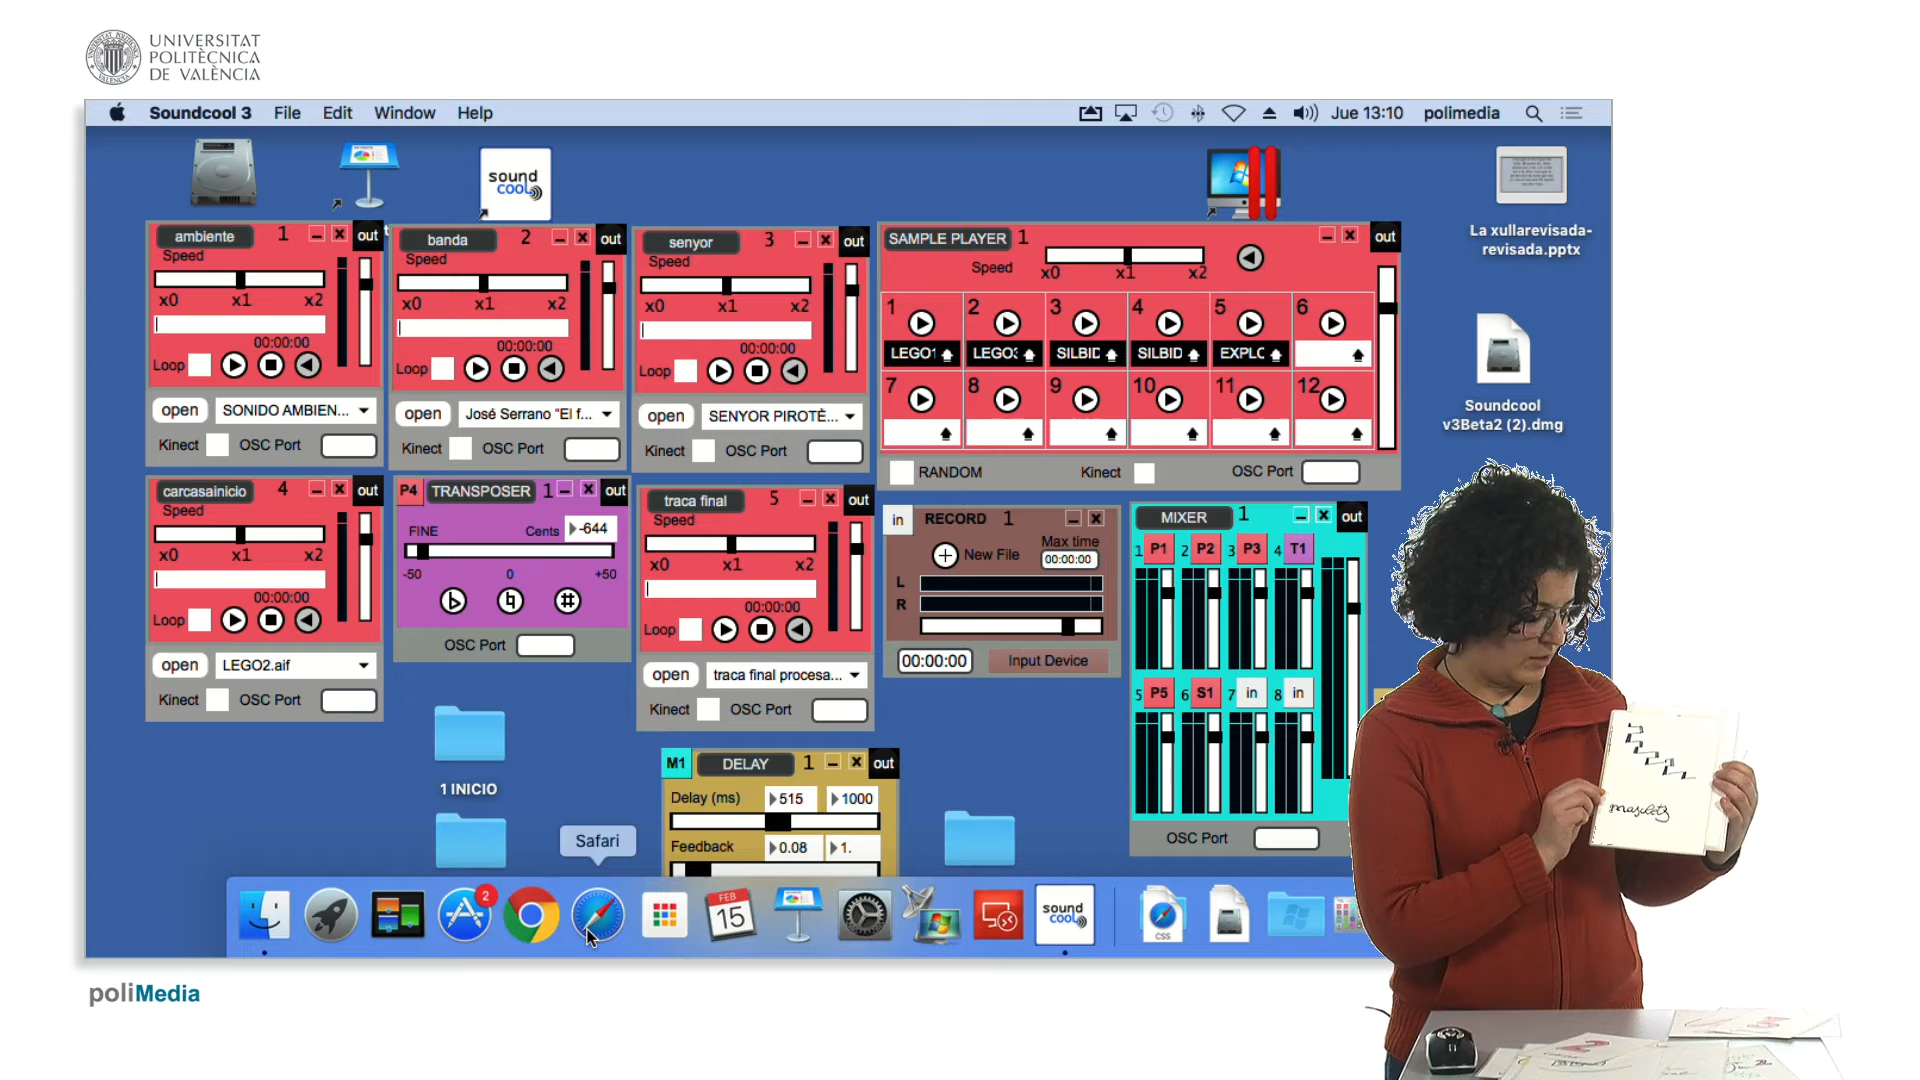 UNIVERSITAT
POLITÈCNICA
DE VALÈNCIA
Soundcool 3 File Edit Window Help
Jue 13:10 polimedia
sound
cool
La xullarevisada-
revisada.pptx
Soundcool
v3Beta2 (2).dmg
ambiente 1 out
Speed
x0 x1 x2
00:00:00
Loop
open SONIDO AMBIEN...
Kinect OSC Port
banda 2 out
Speed
x0 x1 x2
00:00:00
Loop
open José Serrano "El f...
Kinect OSC Port
senyor 3 out
Speed
x0 x1 x2
00:00:00
Loop
open SENYOR PIROTÈ...
Kinect OSC Port
SAMPLE PLAYER 1 out
Speed x0 x1 x2
1 2 3 4 5 6
LEGO1 LEGO3 SILBID SILBID EXPLO
7 8 9 10 11 12
RANDOM Kinect OSC Port
carcasainicio 4 out
Speed
x0 x1 x2
00:00:00
Loop
open LEGO2.aif
Kinect OSC Port
P4 TRANSPOSER 1 out
FINE Cents -644
-50 0 +50
OSC Port
traca final 5 out
Speed
x0 x1 x2
00:00:00
Loop
open traca final procesa...
Kinect OSC Port
in RECORD 1
New File Max time
00:00:00
L
R
00:00:00 Input Device
MIXER 1 out
1 P1 2 P2 3 P3 4 T1
5 P5 6 S1 7 in 8 in
OSC Port
1 INICIO
M1 DELAY 1 out
Delay (ms) 515 1000
Feedback 0.08 1.
Safari
2
FEB
15
sound
cool
CSS
poliMedia
2